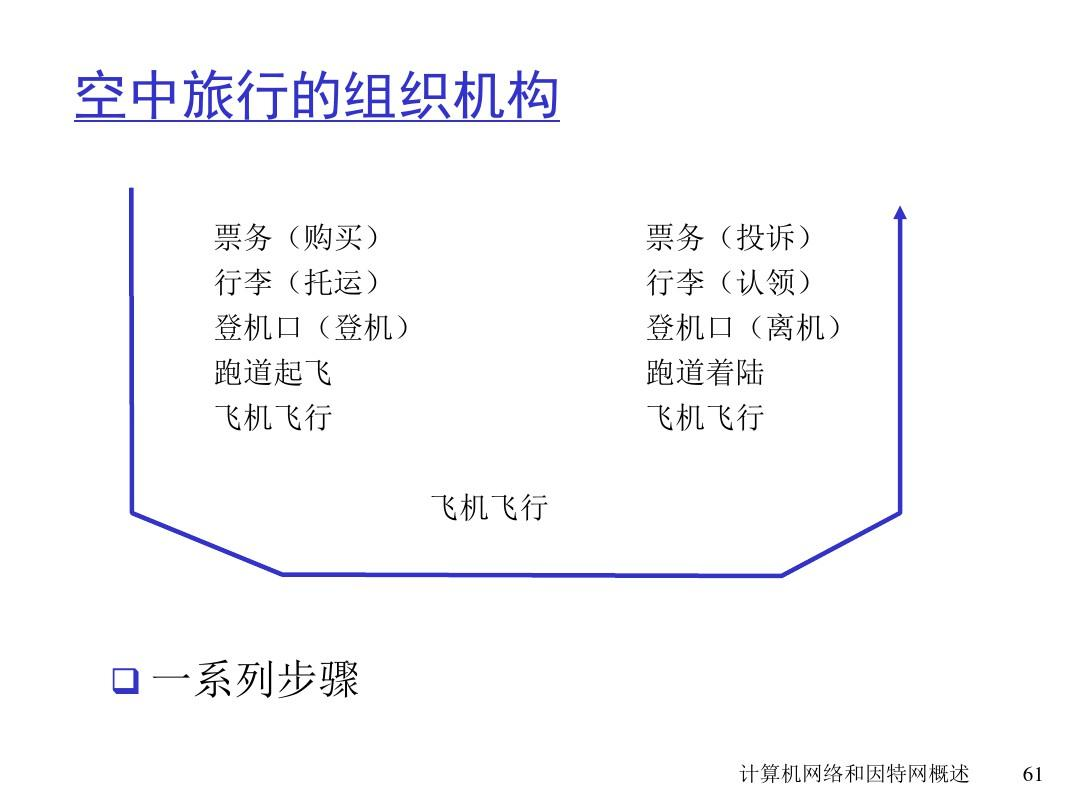 空中旅行的组织机构
票务（购买）
行李（托运）
登机口（登机）
跑道起飞
飞机飞行
票务（投诉）
行李（认领）
登机口（离机）
跑道着陆
飞机飞行
飞机飞行
一系列步骤
计算机网络和因特网概述 61